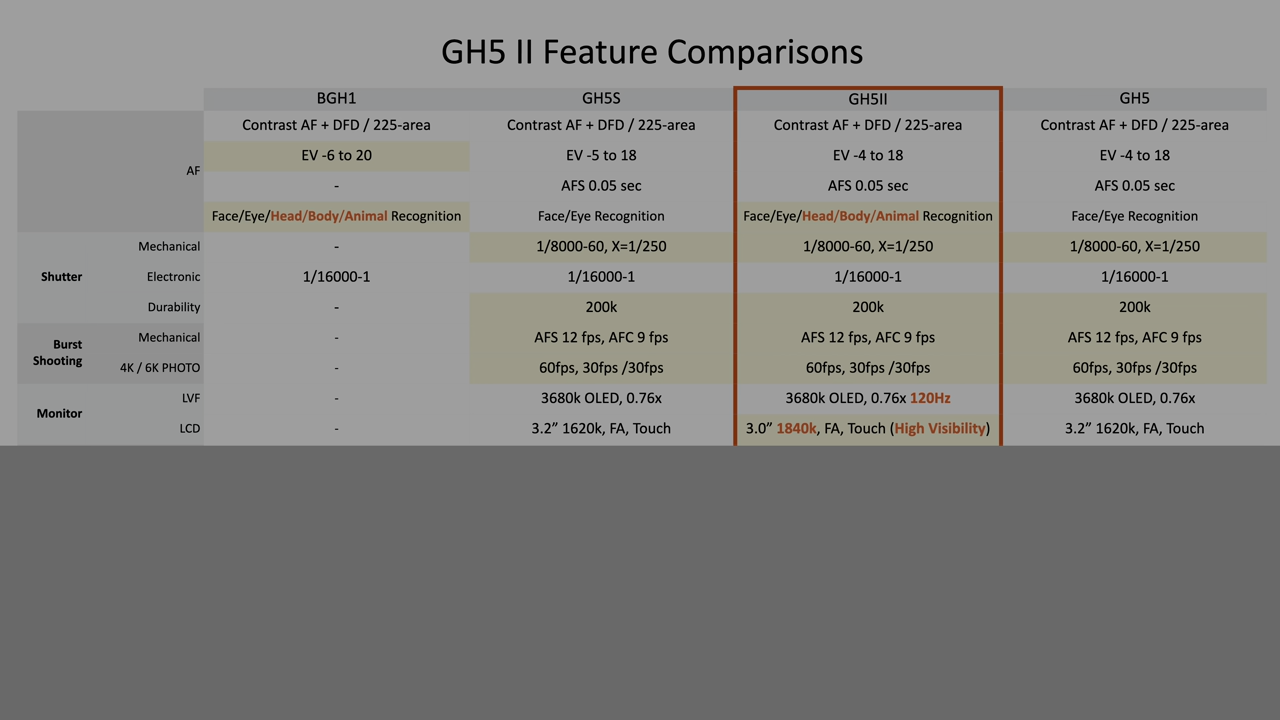 GH5 II Feature Comparisons
BGH1 GH5S GH5II GH5
AF
Contrast AF + DFD / 225-area Contrast AF + DFD / 225-area Contrast AF + DFD / 225-area Contrast AF + DFD / 225-area
EV -6 to 20 EV -5 to 18 EV -4 to 18 EV -4 to 18
- AFS 0.05 sec AFS 0.05 sec AFS 0.05 sec
Face/Eye/Head/Body/Animal Recognition Face/Eye Recognition Face/Eye/Head/Body/Animal Recognition Face/Eye Recognition
Shutter
Mechanical - 1/8000-60, X=1/250 1/8000-60, X=1/250 1/8000-60, X=1/250
Electronic 1/16000-1 1/16000-1 1/16000-1 1/16000-1
Durability - 200k 200k 200k
Burst
Shooting
Mechanical - AFS 12 fps, AFC 9 fps AFS 12 fps, AFC 9 fps AFS 12 fps, AFC 9 fps
4K / 6K PHOTO - 60fps, 30fps /30fps 60fps, 30fps /30fps 60fps, 30fps /30fps
Monitor
LVF - 3680k OLED, 0.76x 3680k OLED, 0.76x 120Hz 3680k OLED, 0.76x
LCD - 3.2” 1620k, FA, Touch 3.0” 1840k, FA, Touch (High Visibility) 3.2” 1620k, FA, Touch